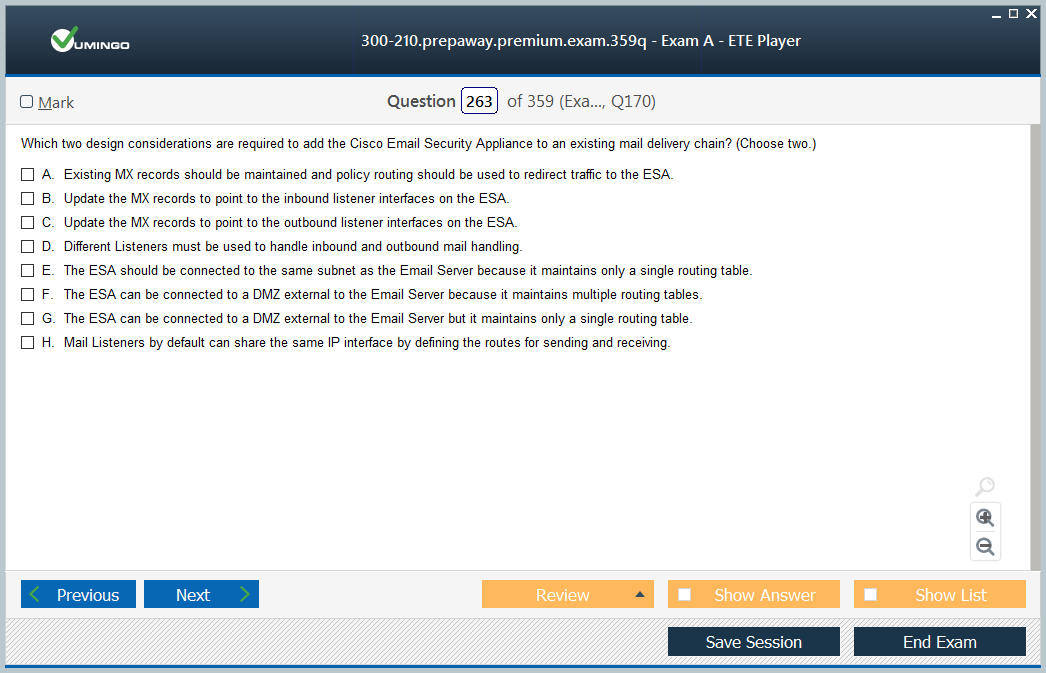 VUMINGO
300-210.prepaway.premium.exam.359q - Exam A - ETE Player
Mark
Question 263 of 359 (Exa..., Q170)
Which two design considerations are required to add the Cisco Email Security Appliance to an existing mail delivery chain? (Choose two.)
A. Existing MX records should be maintained and policy routing should be used to redirect traffic to the ESA.
B. Update the MX records to point to the inbound listener interfaces on the ESA.
C. Update the MX records to point to the outbound listener interfaces on the ESA.
D. Different Listeners must be used to handle inbound and outbound mail handling.
E. The ESA should be connected to the same subnet as the Email Server because it maintains only a single routing table.
F. The ESA can be connected to a DMZ external to the Email Server because it maintains multiple routing tables.
G. The ESA can be connected to a DMZ external to the Email Server but it maintains only a single routing table.
H. Mail Listeners by default can share the same IP interface by defining the routes for sending and receiving.
Previous Next Review Show Answer Show List
Save Session End Exam